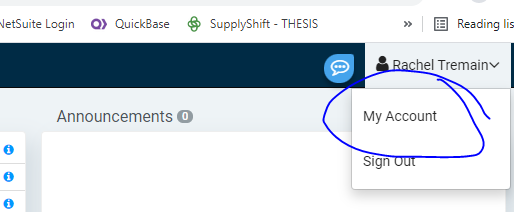 NetSuite Login QuickBase SupplyShift - THESIS » Reading lis
Rachel Tremain
Announcements 0
My Account
Sign Out